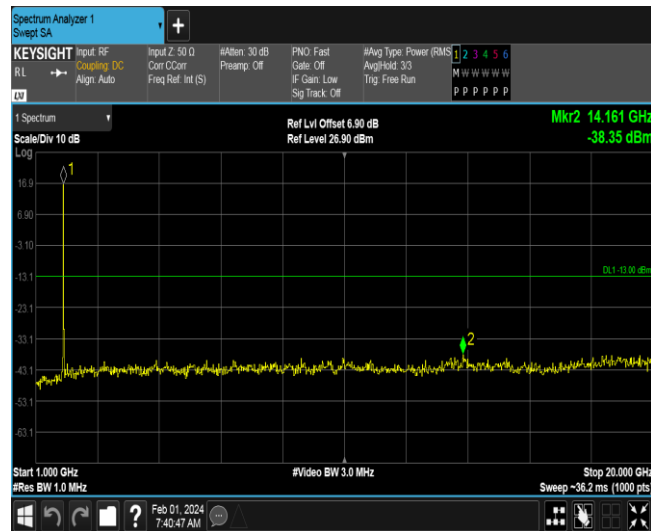 Spectrum Analyzer 1
Swept SA
+
KEYSIGHT
RL
LXI
Input: RF
Coupling: DC
Align: Auto
Input Z: 50 Ω
Corr CCorr
Freq Ref: Int (S)
#Atten: 30 dB
Preamp: Off
PNO: Fast
Gate: Off
IF Gain: Low
Sig Track: Off
#Avg Type: Power (RMS
Avg|Hold: 3/3
Trig: Free Run
1 2 3 4 5 6
M W W W W W
P P P P P P
1 Spectrum
Scale/Div 10 dB
Ref Lvl Offset 6.90 dB
Ref Level 26.90 dBm
Mkr2 14.161 GHz
-38.35 dBm
Log
1
16.9
6.90
-3.10
-13.1
DL1 -13.00 dBm
-23.1
-33.1
2
-43.1
-53.1
-63.1
Start 1.000 GHz
#Video BW 3.0 MHz
Stop 20.000 GHz
#Res BW 1.0 MHz
Sweep ~36.2 ms (1000 pts)
?
Feb 01, 2024
7:40:47 AM